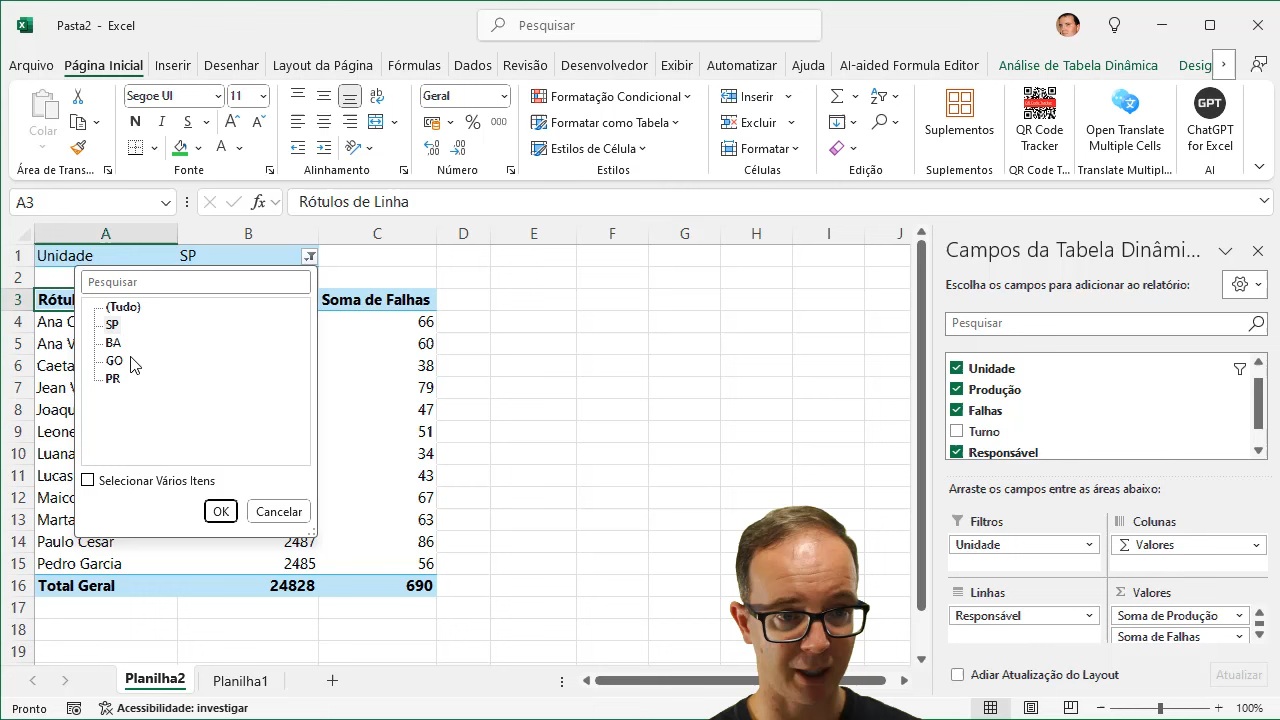 Pasta2 - Excel
Pesquisar
Arquivo Página Inicial Inserir Desenhar Layout da Página Fórmulas Dados Revisão Desenvolvedor Exibir Automatizar Ajuda AI-aided Formula Editor Análise de Tabela Dinâmica Desig
Colar
Segoe UI 11
Geral
Formatação Condicional
Formatar como Tabela
Estilos de Célula
Inserir
Excluir
Formatar
Suplementos
QR Code Tracker
Open Translate Multiple Cells
ChatGPT for Excel
GPT
Área de Trans... Fonte Alinhamento Número Estilos Células Edição Suplementos QR Code T... Translate Multipl... AI
A3 fx Rótulos de Linha
A B C D E F G H I J
1 Unidade SP
2
3 Rótul Soma de Falhas
4 Ana C 66
5 Ana V 60
6 Caeta 38
7 Jean V 79
8 Joaqu 47
9 Leone 51
10 Luana 34
11 Lucas 43
12 Maico 67
13 Marta 63
14 Paulo Cesar 2487 86
15 Pedro Garcia 2485 56
16 Total Geral 24828 690
17
18
19
Pesquisar
(Tudo)
SP
BA
GO
PR
Selecionar Vários Itens
OK Cancelar
Campos da Tabela Dinâmi...
Escolha os campos para adicionar ao relatório:
Pesquisar
Unidade
Produção
Falhas
Turno
Responsável
Arraste os campos entre as áreas abaixo:
Filtros
Unidade
Colunas
Σ Valores
Linhas
Responsável
Σ Valores
Soma de Produção
Soma de Falhas
Adiar Atualização do Layout Atualizar
Planilha2 Planilha1
Pronto Acessibilidade: investigar 100%